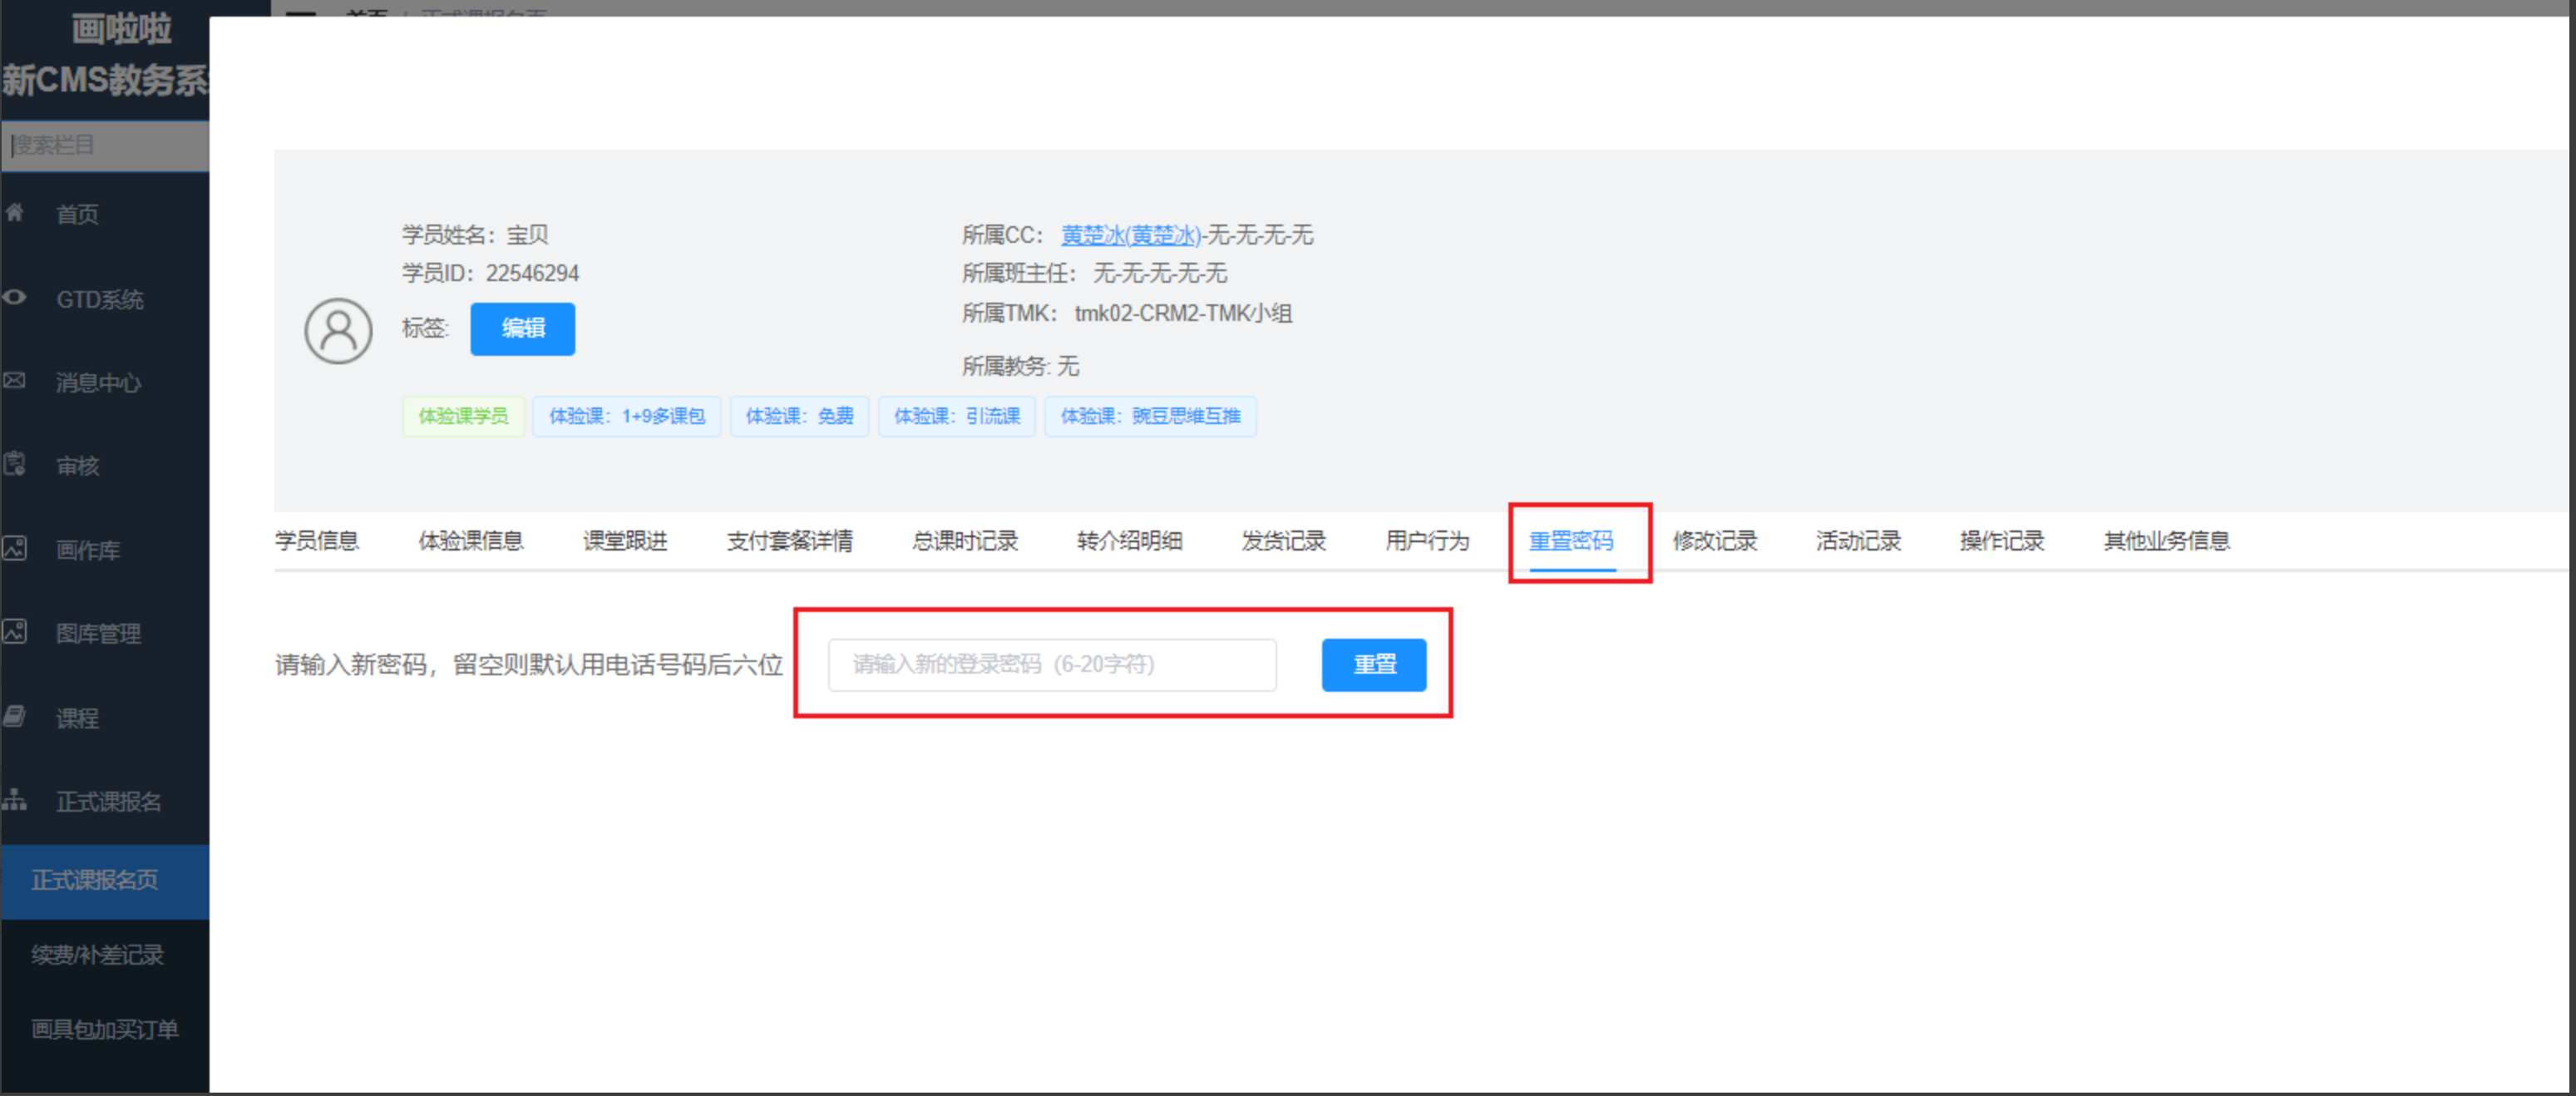 画啦啦
新CMS教务系
搜索栏目
首页
GTD系统
消息中心
审核
画作库
图库管理
课程
正式课报名
正式课报名页
续费/补差记录
画具包加买订单
首页 / 正式课报名页
学员姓名：宝贝
学员ID：22546294
标签: 编辑
所属CC： 黄楚冰(黄楚冰)-无-无-无-无
所属班主任： 无-无-无-无-无
所属TMK： tmk02-CRM2-TMK小组
所属教务: 无
体验课学员 体验课：1+9多课包 体验课：免费 体验课：引流课 体验课：豌豆思维互推
学员信息 体验课信息 课堂跟进 支付套餐详情 总课时记录 转介绍明细 发货记录 用户行为 重置密码 修改记录 活动记录 操作记录 其他业务信息
请输入新密码，留空则默认用电话号码后六位 请输入新的登录密码（6-20字符） 重置